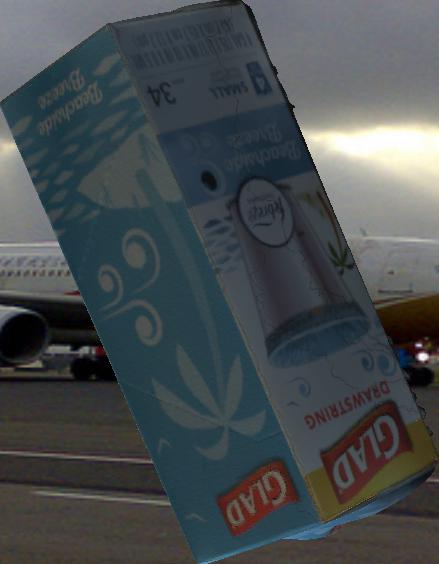 GLAD
DRAWSTRING
febreze
Beachside
Breeze
SMALL
34
GLAD
Beachside
Breeze